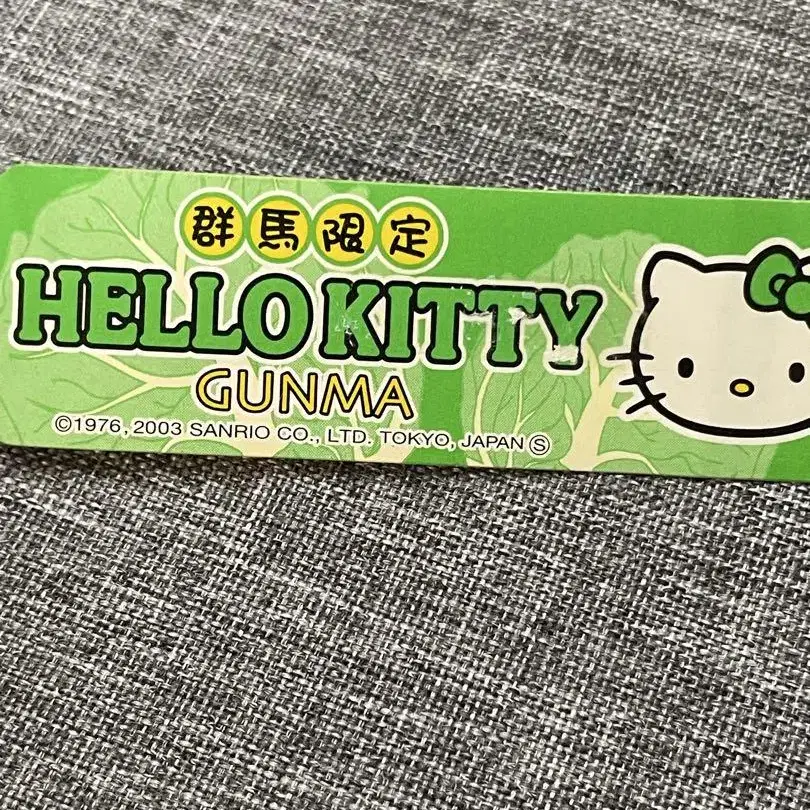 群馬限定
HELLO KITTY
GUNMA
©1976, 2003 SANRIO CO., LTD. TOKYO, JAPAN Ⓢ